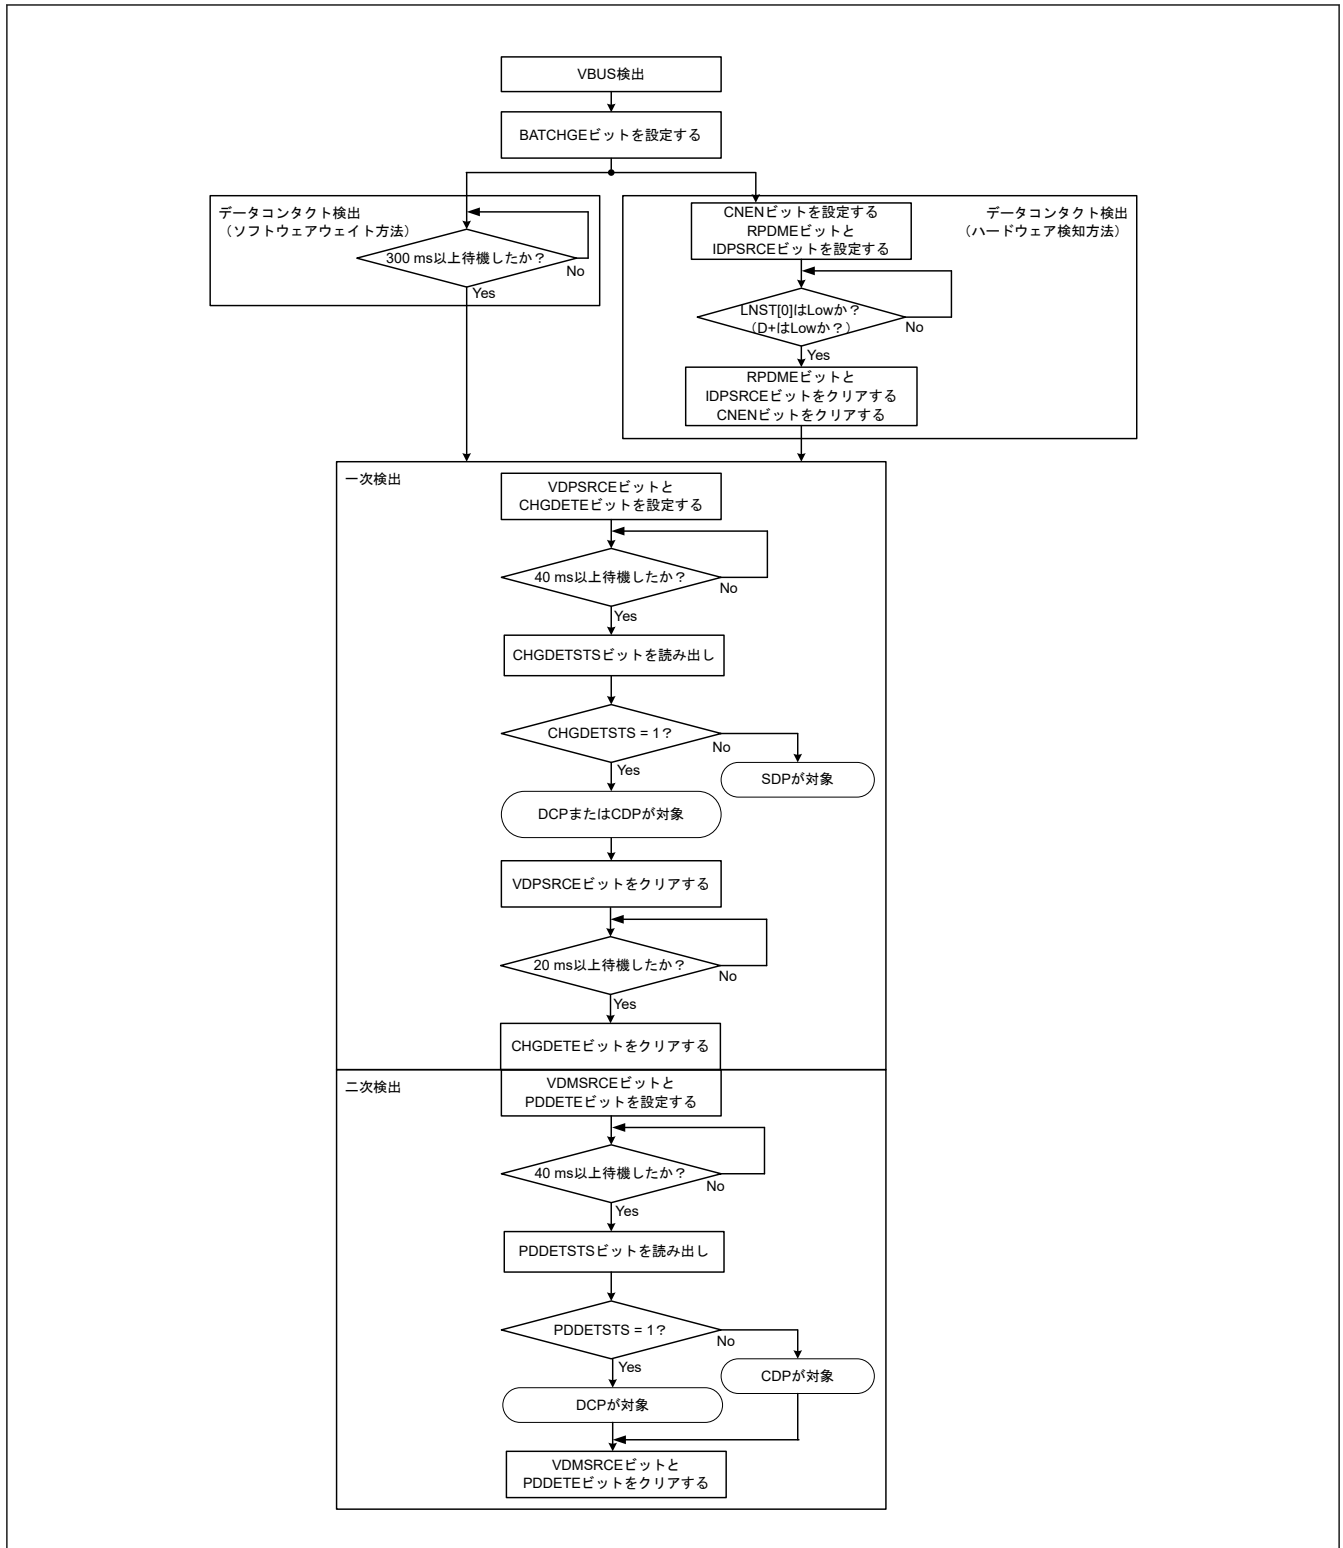 VBUS検出
BATCHGEビットを設定する
データコンタクト検出
（ソフトウェアウェイト方法）
300 ms以上待機したか？
No
Yes
データコンタクト検出
（ハードウェア検知方法）
CNENビットを設定する
RPDMEビットと
IDPSRCEビットを設定する
LNST[0]はLowか？
（D+はLowか？）
No
Yes
RPDMEビットと
IDPSRCEビットをクリアする
CNENビットをクリアする
一次検出
VDPSRCEビットと
CHGDETEビットを設定する
40 ms以上待機したか？
No
Yes
CHGDETSTSビットを読み出し
CHGDETSTS = 1？
No
Yes
SDPが対象
DCPまたはCDPが対象
VDPSRCEビットをクリアする
20 ms以上待機したか？
No
Yes
CHGDETEビットをクリアする
二次検出
VDMSRCEビットと
PDDETEビットを設定する
40 ms以上待機したか？
No
Yes
PDDETSTSビットを読み出し
PDDETSTS = 1？
No
Yes
CDPが対象
DCPが対象
VDMSRCEビットと
PDDETEビットをクリアする